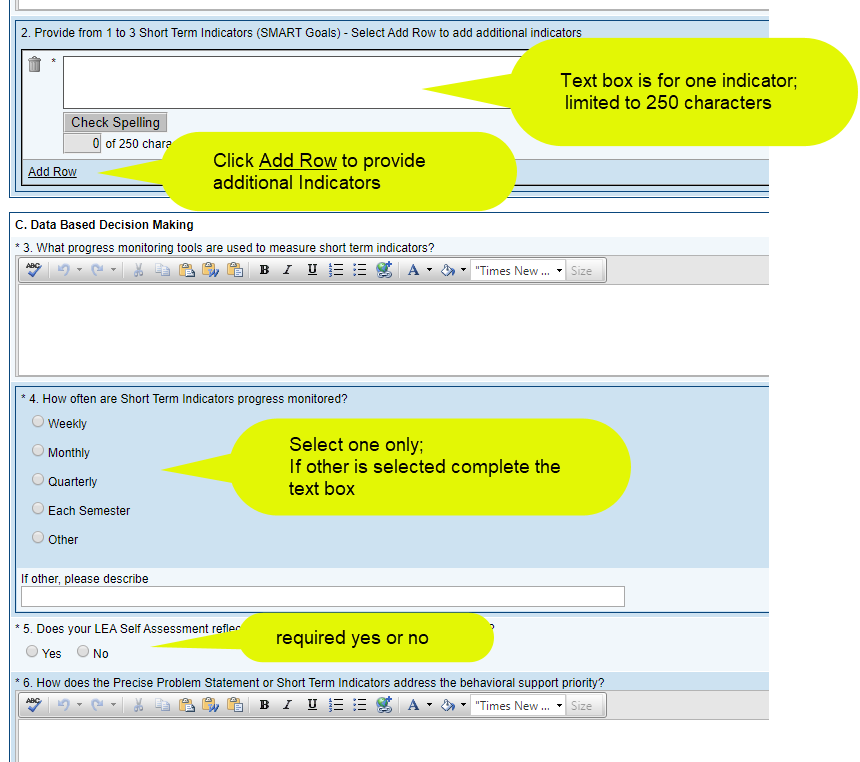 2. Provide from 1 to 3 Short Term Indicators (SMART Goals) - Select Add Row to add additional indicators
*
Text box is for one indicator;
limited to 250 characters
Check Spelling
0 of 250 chara
Click Add Row to provide
additional Indicators
Add Row
C. Data Based Decision Making
* 3. What progress monitoring tools are used to measure short term indicators?
ABC B I U A "Times New ... Size
* 4. How often are Short Term Indicators progress monitored?
Weekly
Monthly
Quarterly
Each Semester
Other
Select one only;
If other is selected complete the
text box
If other, please describe
* 5. Does your LEA Self Assessment reflec ?
required yes or no
Yes No
* 6. How does the Precise Problem Statement or Short Term Indicators address the behavioral support priority?
ABC B I U A "Times New ... Size